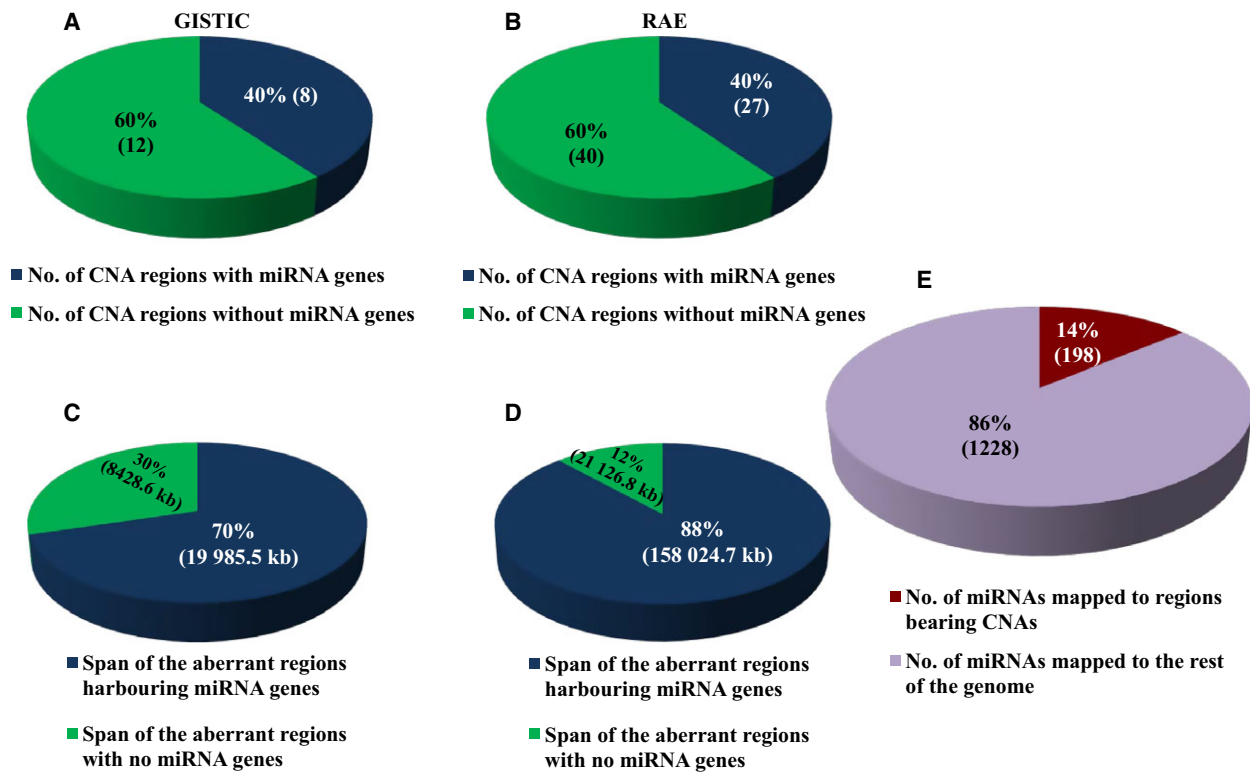 A
GISTIC
40% (8)
60%
(12)
No. of CNA regions with miRNA genes
No. of CNA regions without miRNA genes
B
RAE
40%
(27)
60%
(40)
No. of CNA regions with miRNA genes
No. of CNA regions without miRNA genes
C
30%
(8428.6 kb)
70%
(19 985.5 kb)
Span of the aberrant regions
harbouring miRNA genes
Span of the aberrant regions
with no miRNA genes
D
12%
(21 126.8 kb)
88%
(158 024.7 kb)
Span of the aberrant regions
harbouring miRNA genes
Span of the aberrant regions
with no miRNA genes
E
14%
(198)
86%
(1228)
No. of miRNAs mapped to regions
bearing CNAs
No. of miRNAs mapped to the rest
of the genome